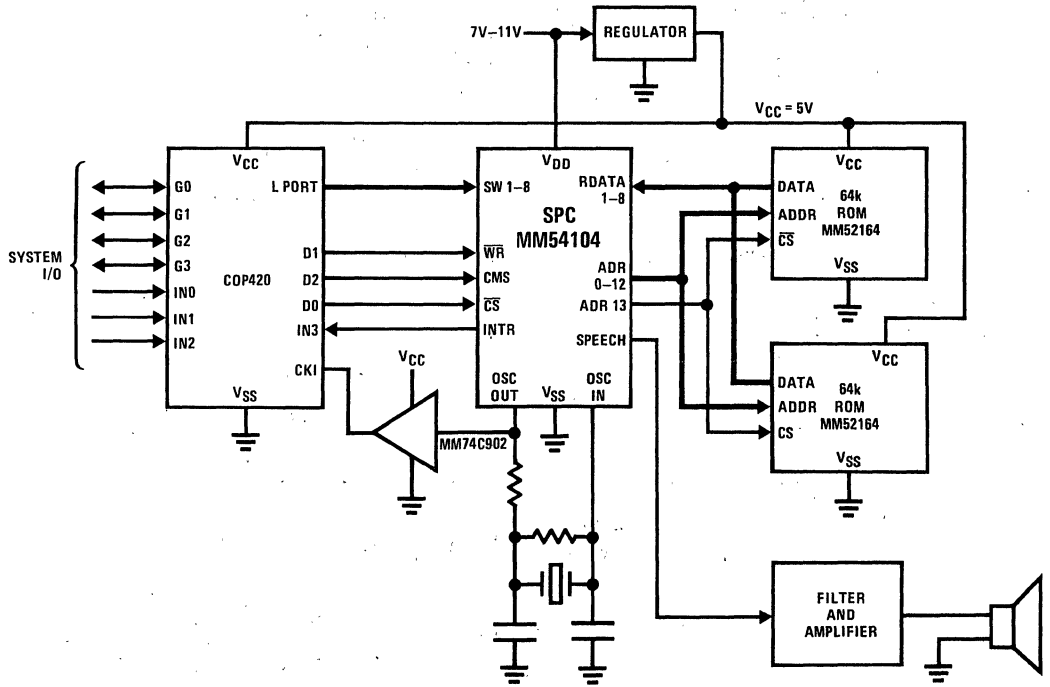 7V–11V
REGULATOR
VCC = 5V
SYSTEM
I/O
VCC
G0
G1
G2
G3
IN0
IN1
IN2
COP420
L PORT
D1
D2
D0
IN3
CKI
VSS
VCC
MM74C902
VDD
SW 1–8
SPC
MM54104
W̅R̅
CMS
C̅S̅
INTR
OSC
OUT
VSS
OSC
IN
RDATA
1–8
ADR
0–12
ADR 13
SPEECH
VCC
DATA
ADDR
C̅S̅
64k
ROM
MM52164
VSS
VCC
DATA
ADDR
CS
64k
ROM
MM52164
VSS
FILTER
AND
AMPLIFIER